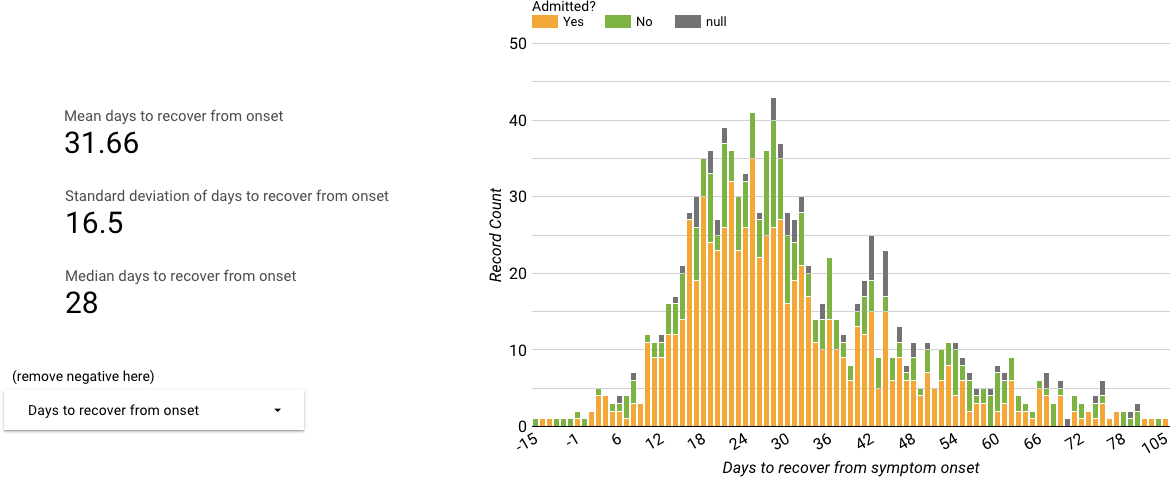 Admitted?
Yes No null
50
40
30
20
10
0
Record Count
-15 -1 6 12 18 24 30 36 42 48 54 60 66 72 78 105
Days to recover from symptom onset
Mean days to recover from onset
31.66
Standard deviation of days to recover from onset
16.5
Median days to recover from onset
28
(remove negative here)
Days to recover from onset